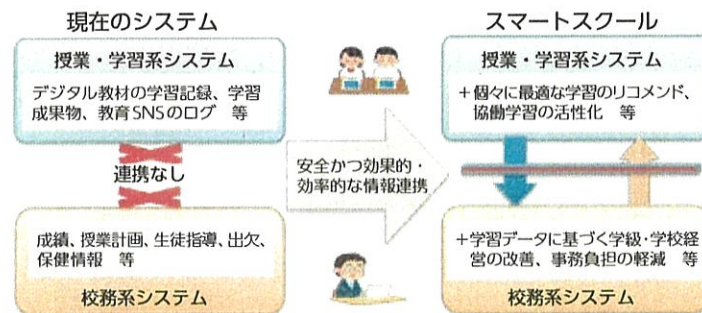 現在のシステム
授業・学習系システム
デジタル教材の学習記録、学習
成果物、教育SNSのログ 等
連携なし
成績、授業計画、生徒指導、出欠、
保健情報 等
校務系システム
安全かつ効果的・
効率的な情報連携
スマートスクール
授業・学習系システム
+個々に最適な学習のリコメンド、
協働学習の活性化 等
+学習データに基づく学級・学校経
営の改善、事務負担の軽減 等
校務系システム